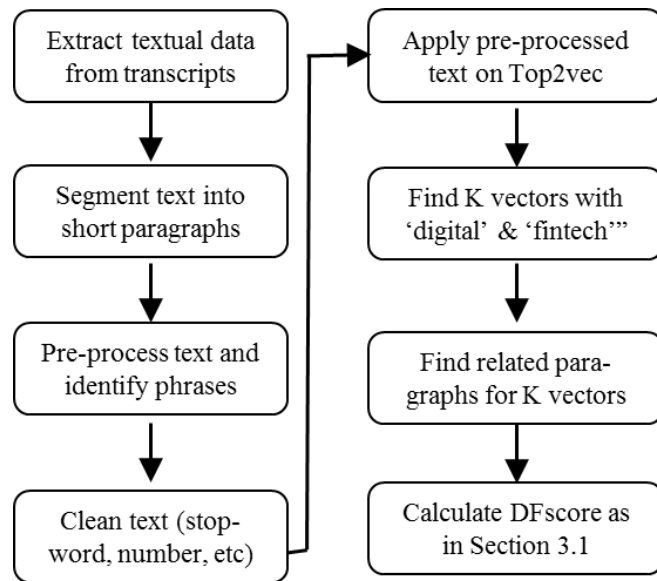 Extract textual data
from transcripts
Segment text into
short paragraphs
Pre-process text and
identify phrases
Clean text (stop-
word, number, etc)
Apply pre-processed
text on Top2vec
Find K vectors with
‘digital’ & ‘fintech’”
Find related para-
graphs for K vectors
Calculate DFscore as
in Section 3.1